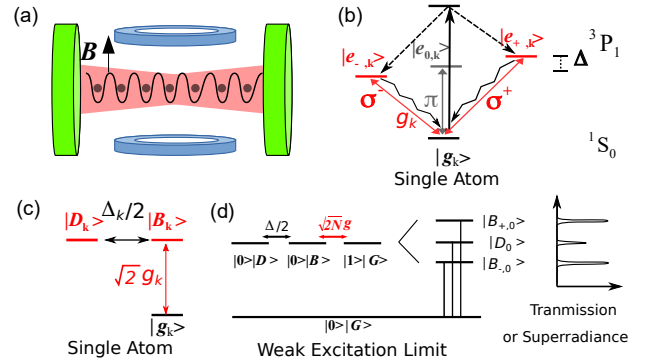 (a)
B
(b)
|e₋,k>
|e₀,k>
|e₊,k>
³P₁
Δ
σ⁻
gₖ
π
σ⁺
¹S₀
|gₖ>
Single Atom
(c)
|Dₖ>
Δₖ/2
|Bₖ>
√2 gₖ
|gₖ>
Single Atom
(d)
Δ/2
√2N g
|0>|D>
|0>|B>
|1>|G>
|B₊,₀>
|D₀>
|B₋,₀>
|0>|G>
Weak Excitation Limit
Tranmission
or Superradiance